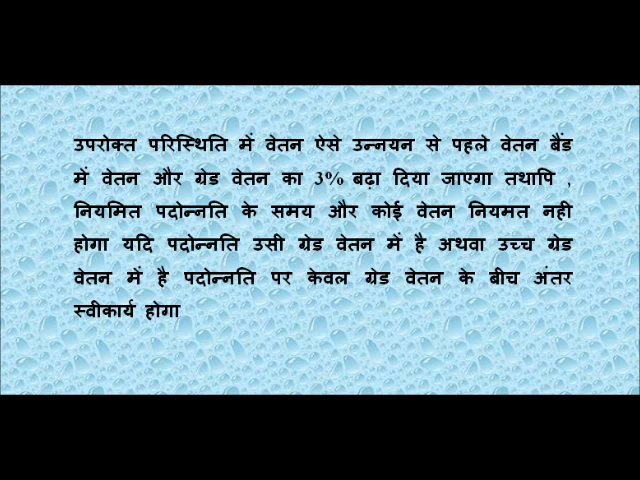 उपरोक्त परिस्थिति में वेतन ऐसे उन्नयन से पहले वेतन बैंड
में वेतन और ग्रेड वेतन का 3% बढ़ा दिया जाएगा तथापि ,
नियमित पदोन्नति के समय और कोई वेतन नियमत नही
होगा यदि पदोन्नति उसी ग्रेड वेतन में है अथवा उच्च ग्रेड
वेतन में है पदोन्नति पर केवल ग्रेड वेतन के बीच अंतर
स्वीकार्य होगा